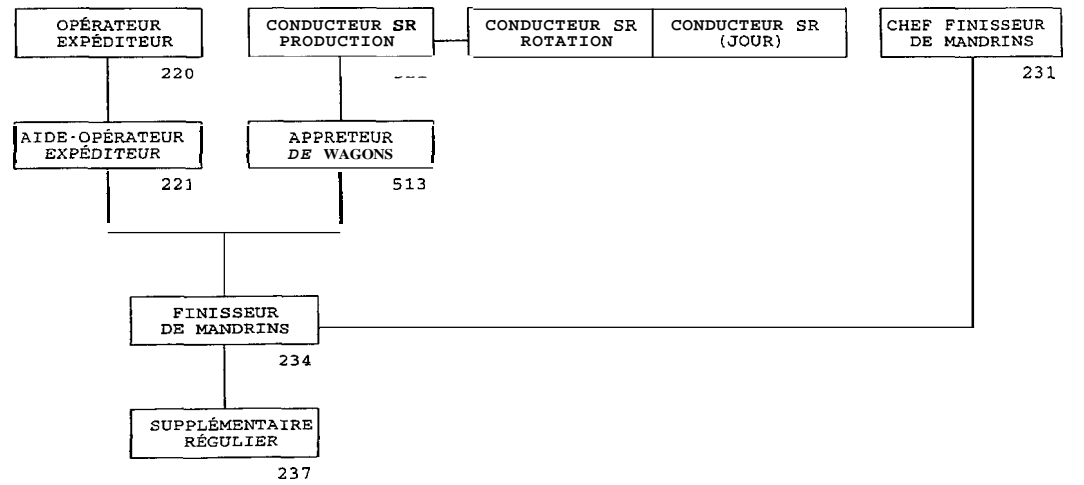 OPÉRATEUR
EXPÉDITEUR
220
CONDUCTEUR SR
PRODUCTION
CONDUCTEUR SR
ROTATION
CONDUCTEUR SR
(JOUR)
CHEF FINISSEUR
DE MANDRINS
231
AIDE-OPÉRATEUR
EXPÉDITEUR
221
APPRETEUR
DE WAGONS
513
FINISSEUR
DE MANDRINS
234
SUPPLÉMENTAIRE
RÉGULIER
237